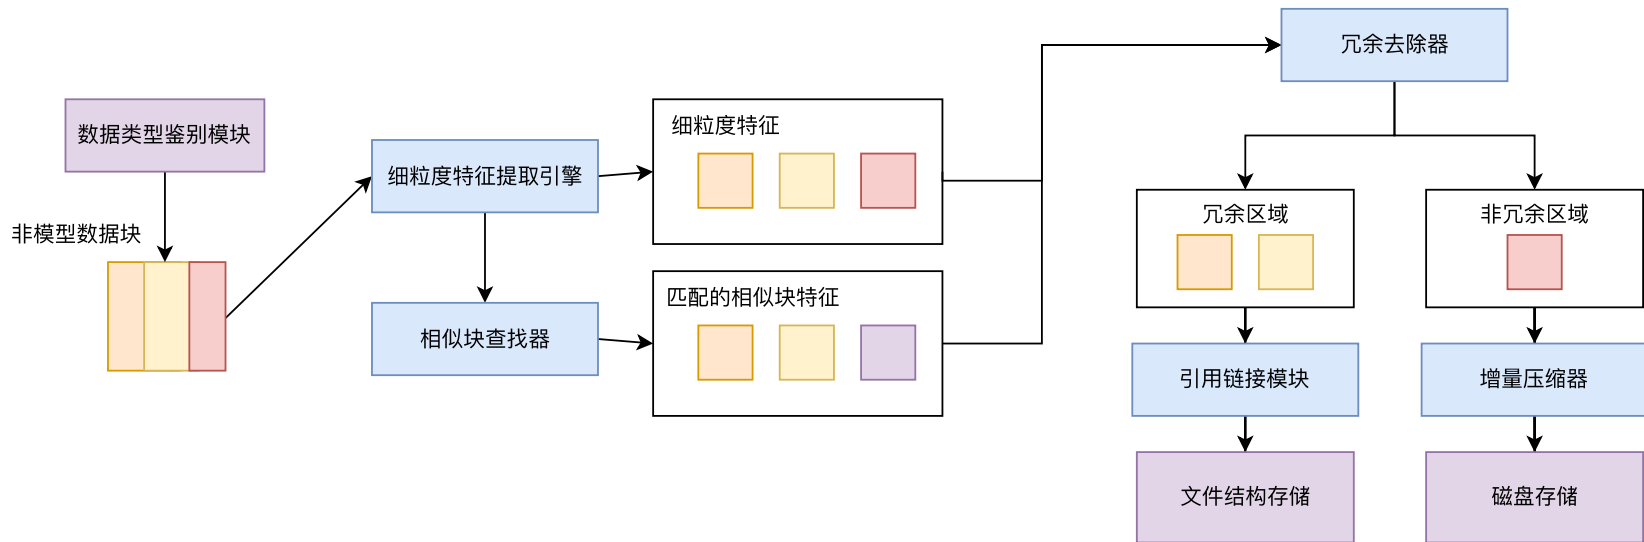 数据类型鉴别模块
非模型数据块
细粒度特征提取引擎
相似块查找器
细粒度特征
匹配的相似块特征
冗余去除器
冗余区域
非冗余区域
引用链接模块
增量压缩器
文件结构存储
磁盘存储